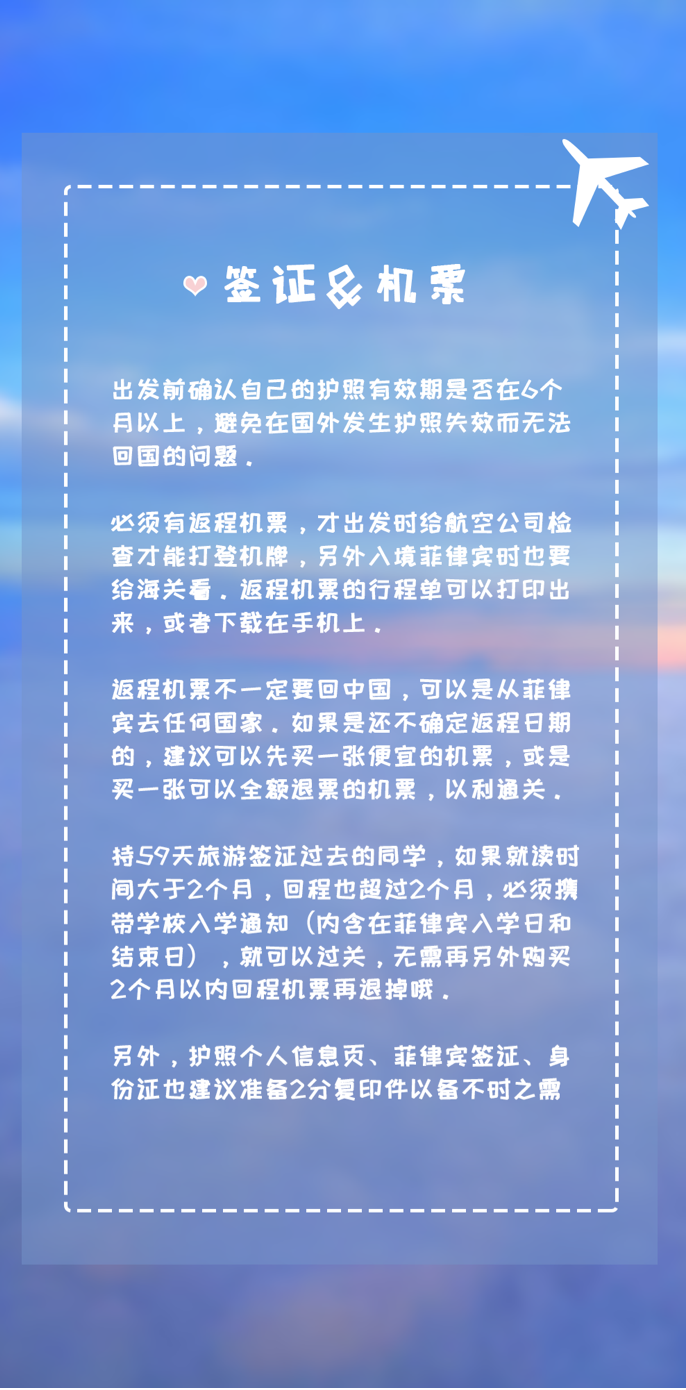 签证&机票
出发前确认自己的护照有效期是否在6个
月以上，避免在国外发生护照失效而无法
回国的问题．
必须有返程机票，才出发时给航空公司检
查才能打登机牌，另外入境菲律宾时也要
给海关看．返程机票的行程单可以打印出
来，或者下载在手机上．
返程机票不一定要回中国，可以是从菲律
宾去任何国家．如果是还不确定返程日期
的，建议可以先买一张便宜的机票，或是
买一张可以全额退票的机票，以利通关．
持59天旅游签证过去的同学，如果就读时
间大于2个月，回程也超过2个月，必须携
带学校入学通知（内含在菲律宾入学日和
结束日），就可以过关，无需再另外购买
2个月以内回程机票再退掉哦．
另外，护照个人信息页、菲律宾签证、身
份证也建议准备2分复印件以备不时之需